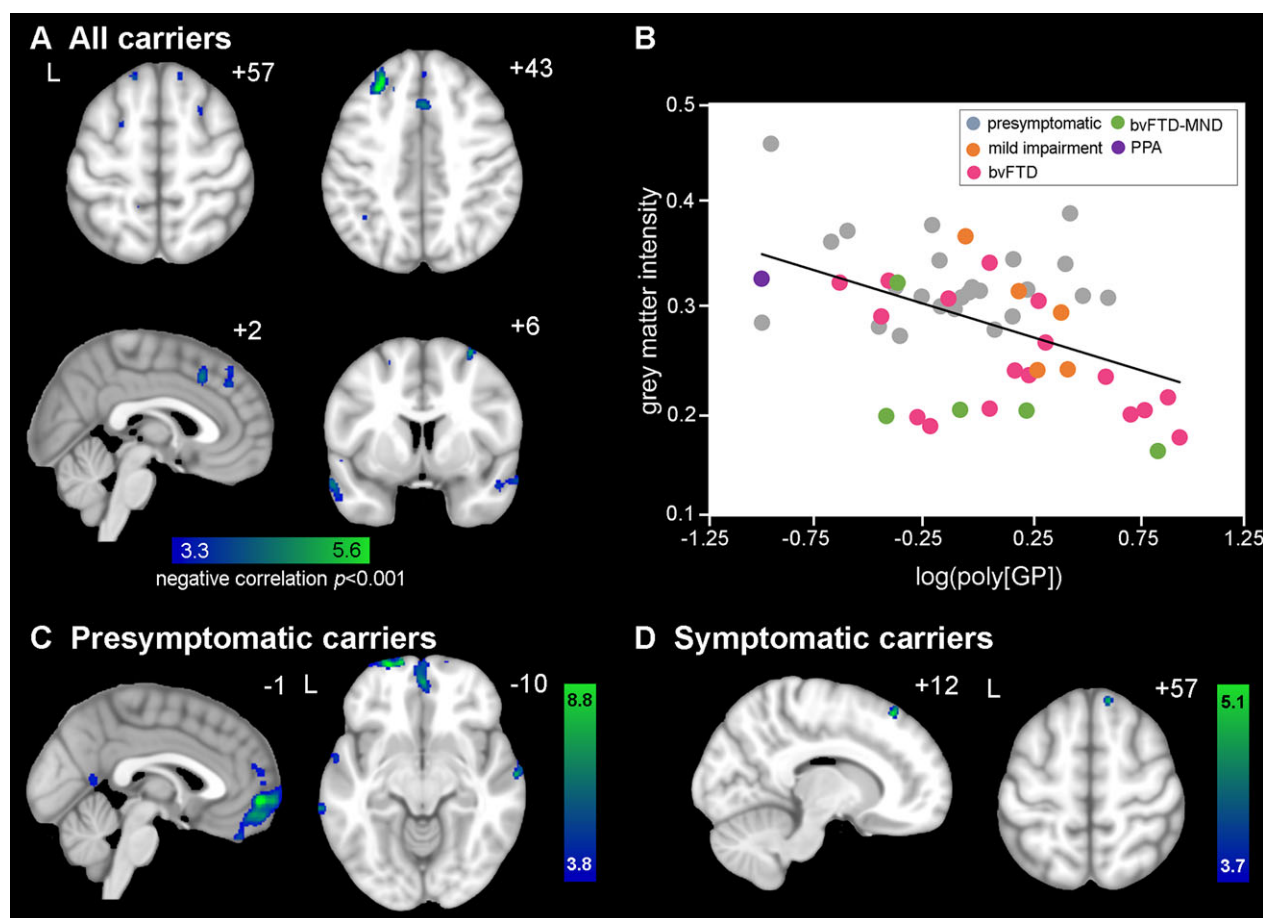 A All carriers
L
+57
+43
+2
+6
3.3 5.6
negative correlation p<0.001
B
0.5
0.4
0.3
0.2
0.1
grey matter intensity
presymptomatic
mild impairment
bvFTD
bvFTD-MND
PPA
-1.25 -0.75 -0.25 0.25 0.75 1.25
log(poly[GP])
C Presymptomatic carriers
-1
L
-10
8.8
3.8
D Symptomatic carriers
+12
L
+57
5.1
3.7